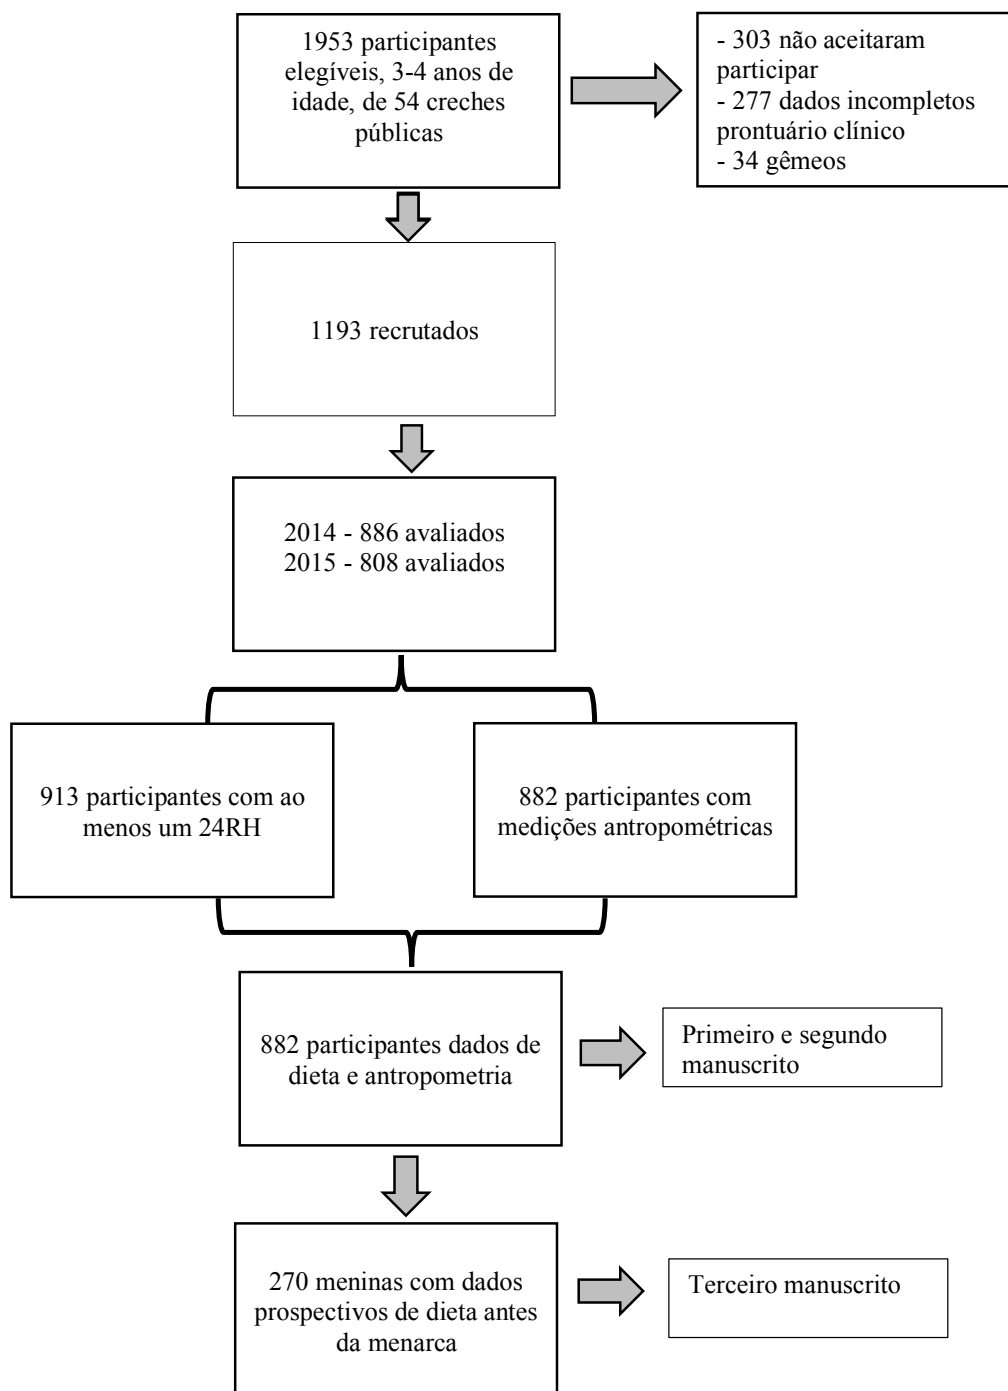 1953 participantes
elegíveis, 3-4 anos de
idade, de 54 creches
públicas
- 303 não aceitaram
participar
- 277 dados incompletos
prontuário clínico
- 34 gêmeos
1193 recrutados
2014 - 886 avaliados
2015 - 808 avaliados
913 participantes com ao
menos um 24RH
882 participantes com
medições antropométricas
882 participantes dados de
dieta e antropometria
Primeiro e segundo
manuscrito
270 meninas com dados
prospectivos de dieta antes
da menarca
Terceiro manuscrito